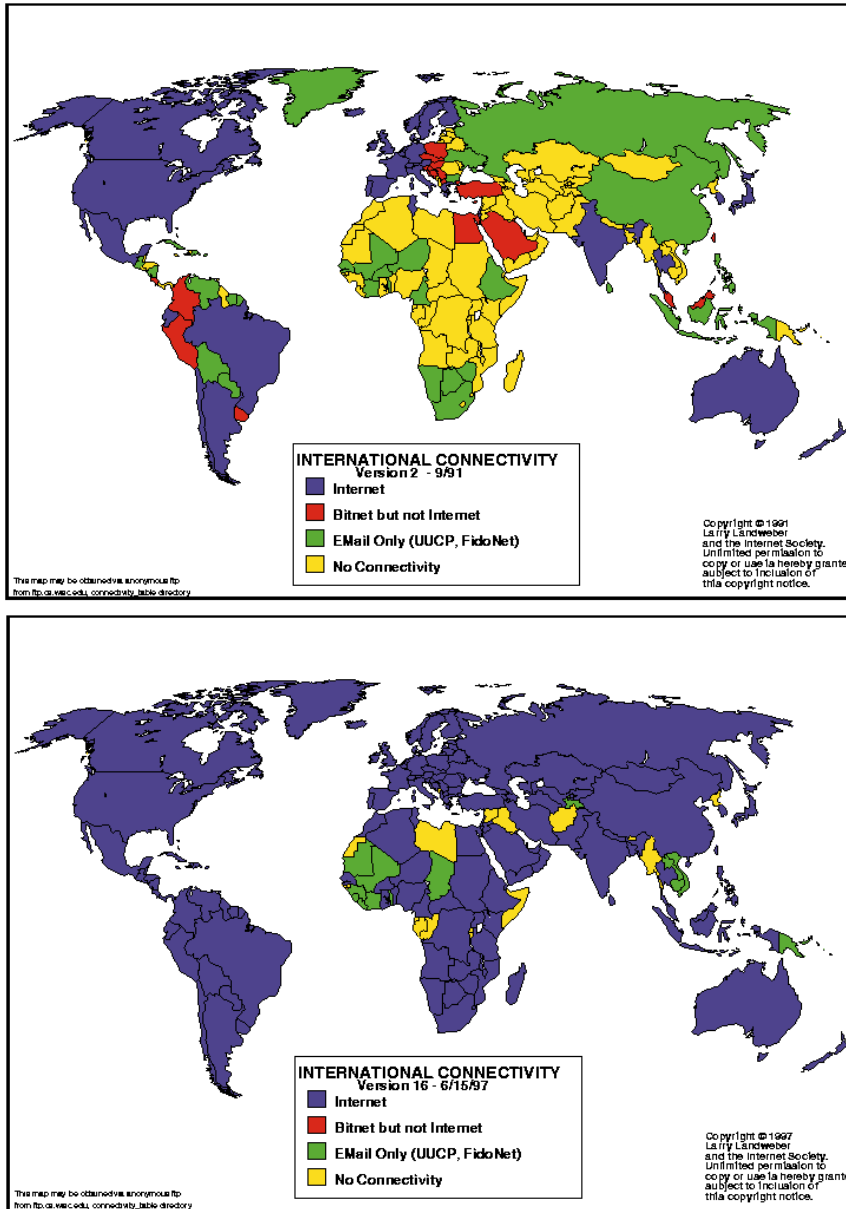 INTERNATIONAL CONNECTIVITY
Version 2 - 9/91
Internet
Bitnet but not Internet
EMail Only (UUCP, FidoNet)
No Connectivity
This map may be obtained via anonymous ftp
from ftp.cs.wisc.edu, connectivity_table directory
Copyright © 1991
Larry Landweber
and the Internet Society.
Unlimited permission to
copy or use is hereby grante
subject to inclusion of
this copyright notice.
INTERNATIONAL CONNECTIVITY
Version 16 - 6/15/97
Internet
Bitnet but not Internet
EMail Only (UUCP, FidoNet)
No Connectivity
This map may be obtained via anonymous ftp
from ftp.cs.wisc.edu, connectivity_table directory
Copyright © 1997
Larry Landweber
and the Internet Society.
Unlimited permission to
copy or use is hereby grante
subject to inclusion of
this copyright notice.